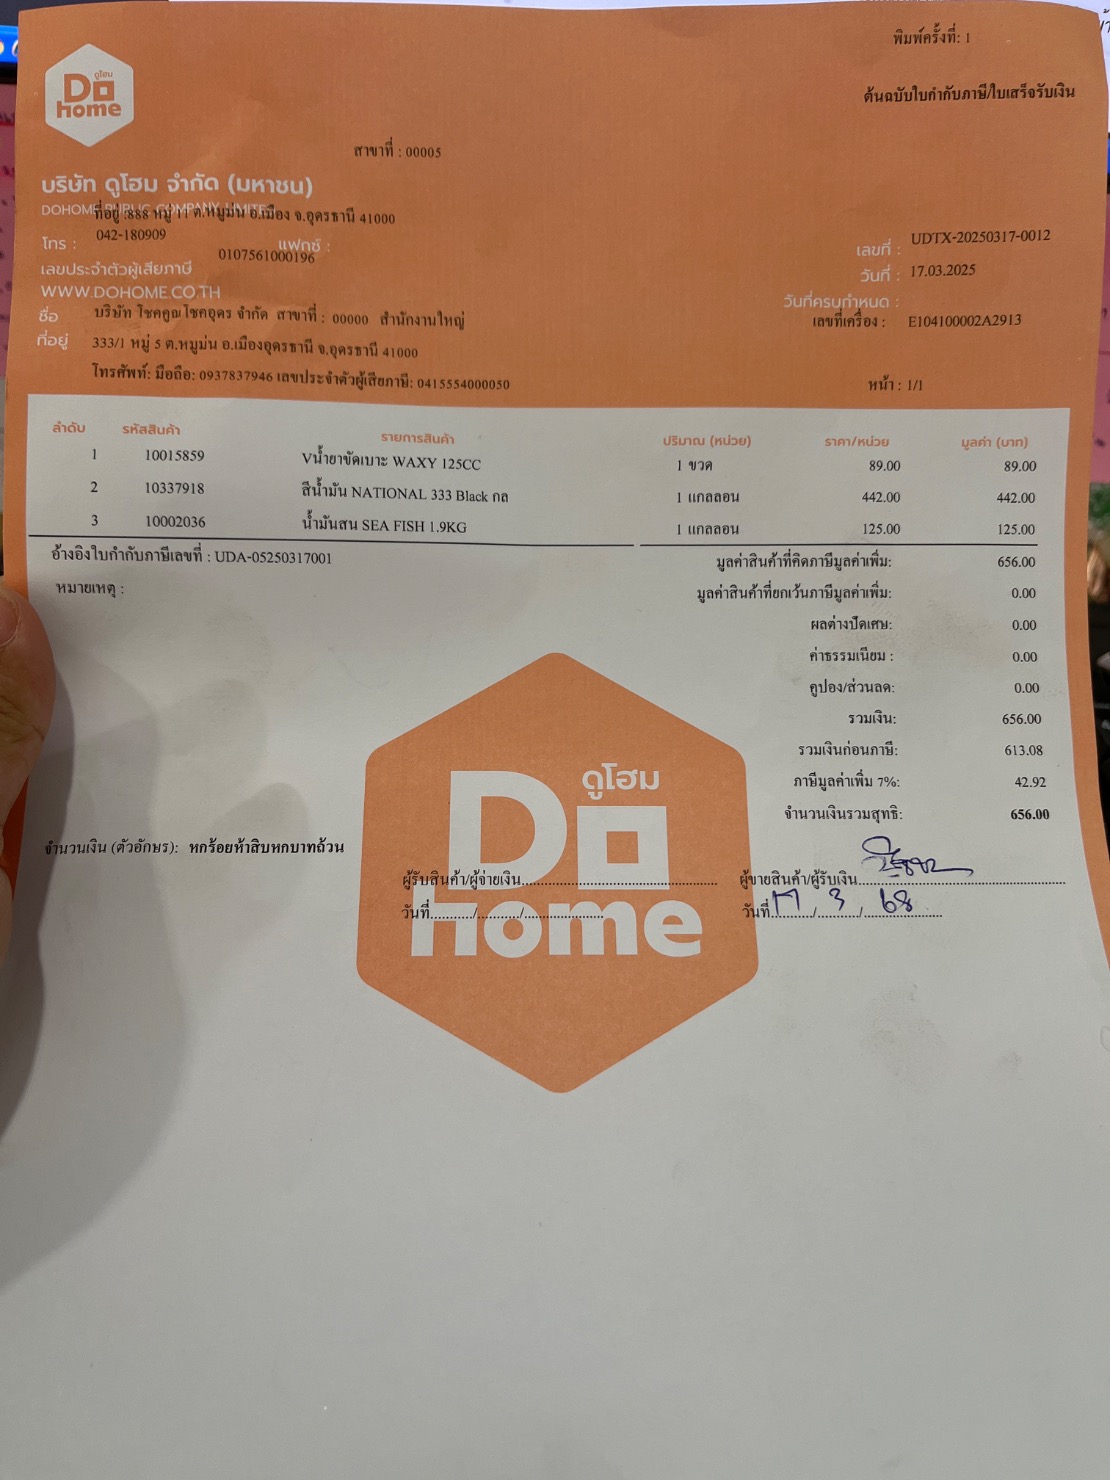 พิมพ์ครั้งที่: 1
ดูโฮม
Do
home
ต้นฉบับใบกำกับภาษี/ใบเสร็จรับเงิน
สาขาที่ : 00005
บริษัท ดูโฮม จำกัด (มหาชน)
DOHOME PUBLIC COMPANY LIMITE
ที่อยู่ :888 หมู่ 11 ต.หมูม่น อ.เมือง จ.อุดรธานี 41000
โทร : 042-180909 แฟกซ์ :
เลขที่ : UDTX-20250317-0012
เลขประจำตัวผู้เสียภาษี 0107561000196
วันที่ : 17.03.2025
WWW.DOHOME.CO.TH
วันที่ครบกำหนด :
ชื่อ บริษัท โชคคูณโชคอุดร จำกัด สาขาที่ : 00000 สำนักงานใหญ่
เลขที่เครื่อง : E104100002A2913
ที่อยู่ 333/1 หมู่ 5 ต.หมูม่น อ.เมืองอุดรธานี จ.อุดรธานี 41000
โทรศัพท์: มือถือ: 0937837946 เลขประจำตัวผู้เสียภาษี: 0415554000050
หน้า : 1/1
ลำดับ รหัสสินค้า รายการสินค้า ปริมาณ (หน่วย) ราคา/หน่วย มูลค่า (บาท)
1 10015859 Vน้ำยาขัดเบาะ WAXY 125CC 1 ขวด 89.00 89.00
2 10337918 สีน้ำมัน NATIONAL 333 Black กล 1 แกลลอน 442.00 442.00
3 10002036 น้ำมันสน SEA FISH 1.9KG 1 แกลลอน 125.00 125.00
อ้างอิงใบกำกับภาษีเลขที่ : UDA-05250317001
มูลค่าสินค้าที่คิดภาษีมูลค่าเพิ่ม: 656.00
หมายเหตุ :
มูลค่าสินค้าที่ยกเว้นภาษีมูลค่าเพิ่ม: 0.00
ผลต่างปัดเศษ: 0.00
ค่าธรรมเนียม : 0.00
คูปอง/ส่วนลด: 0.00
รวมเงิน: 656.00
รวมเงินก่อนภาษี: 613.08
ภาษีมูลค่าเพิ่ม 7%: 42.92
จำนวนเงินรวมสุทธิ: 656.00
ดูโฮม
Do
home
จำนวนเงิน (ตัวอักษร): หกร้อยห้าสิบหกบาทถ้วน
ผู้รับสินค้า/ผู้จ่ายเงิน ผู้ขายสินค้า/ผู้รับเงิน
วันที่ / / วันที่ 17 / 3 / 68